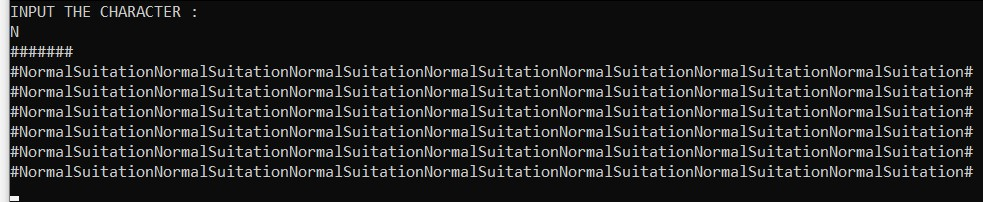 INPUT THE CHARACTER :
N
#######
#NormalSuitationNormalSuitationNormalSuitationNormalSuitationNormalSuitationNormalSuitationNormalSuitation#
#NormalSuitationNormalSuitationNormalSuitationNormalSuitationNormalSuitationNormalSuitationNormalSuitation#
#NormalSuitationNormalSuitationNormalSuitationNormalSuitationNormalSuitationNormalSuitationNormalSuitation#
#NormalSuitationNormalSuitationNormalSuitationNormalSuitationNormalSuitationNormalSuitationNormalSuitation#
#NormalSuitationNormalSuitationNormalSuitationNormalSuitationNormalSuitationNormalSuitationNormalSuitation#
#NormalSuitationNormalSuitationNormalSuitationNormalSuitationNormalSuitationNormalSuitationNormalSuitation#